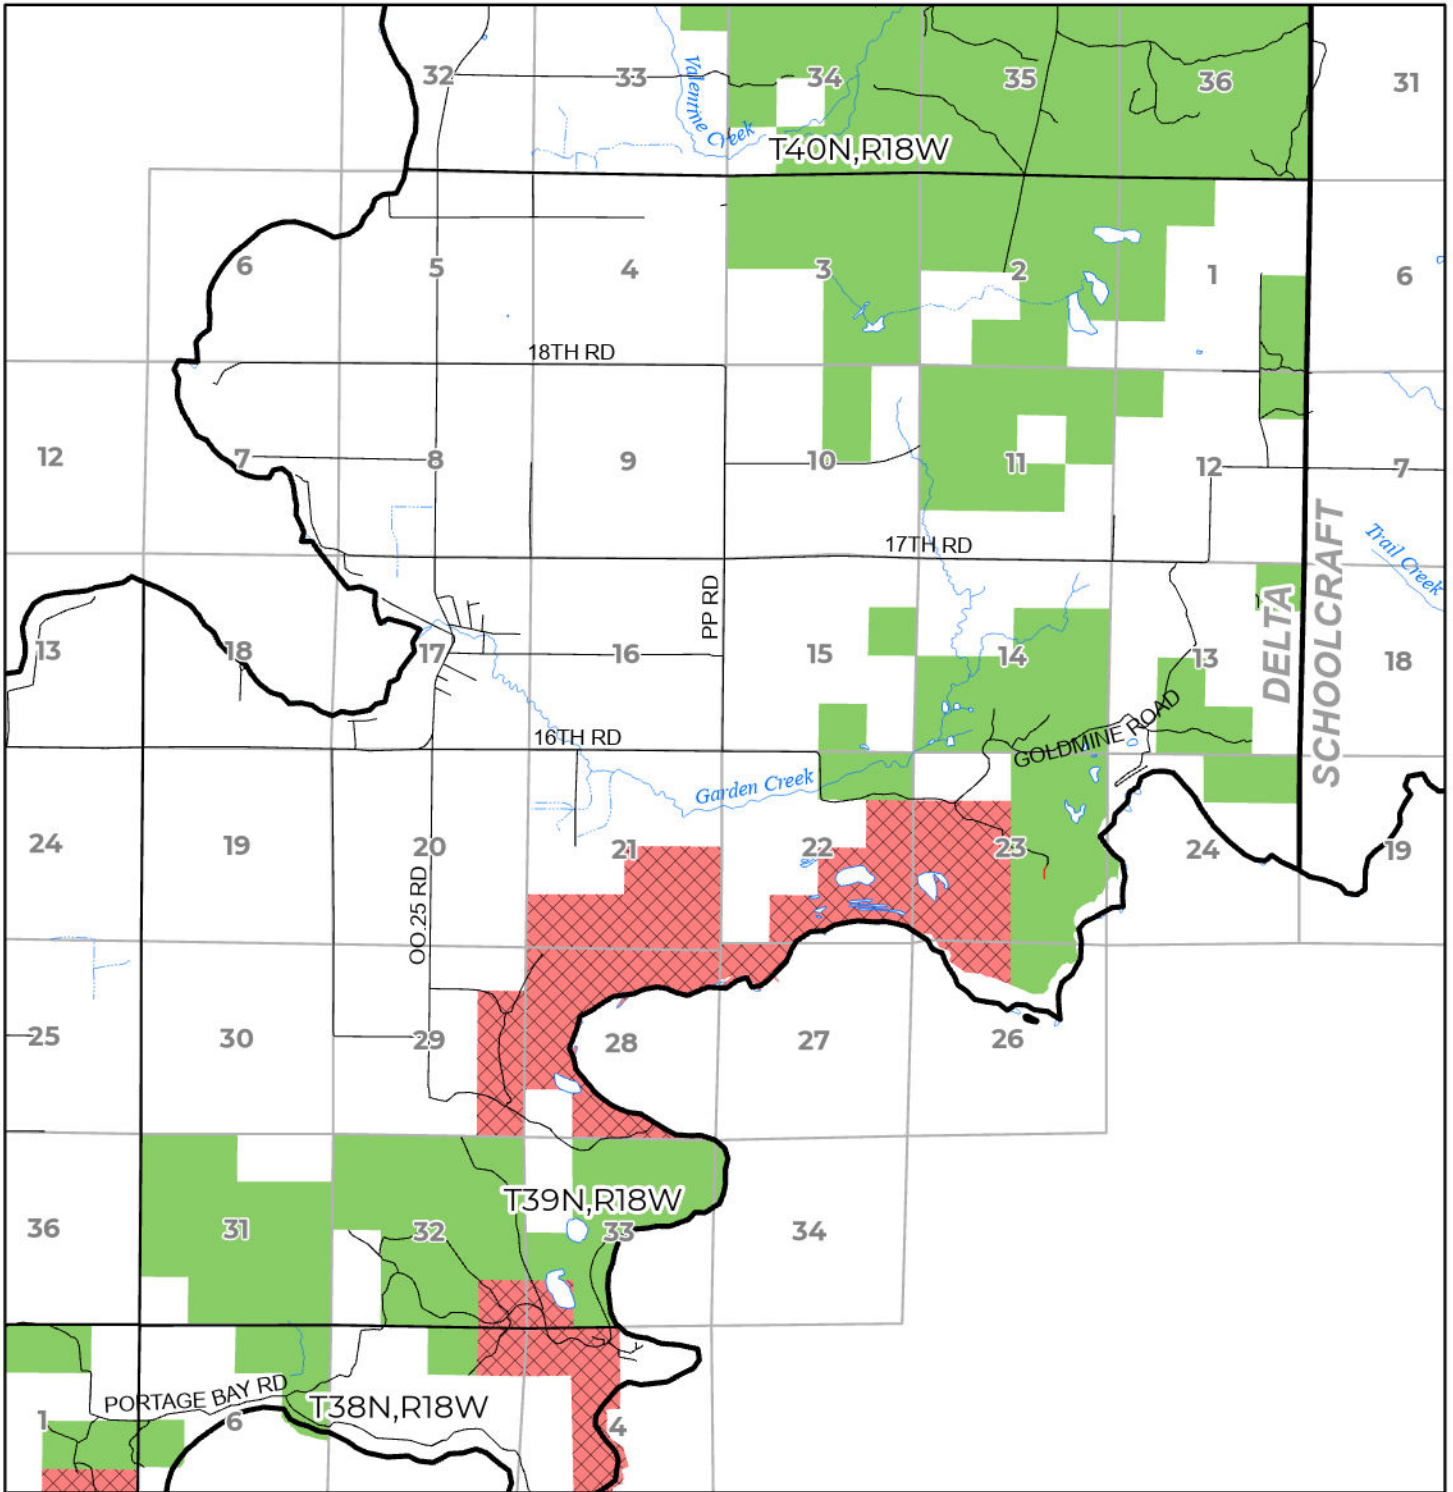 32 33 34 35 36 31
Valentine Creek
T40N,R18W
6 5 4 3 2 1 6
18TH RD
12 7 8 9 10 11 12 7
17TH RD
Trail Creek
PP RD
DELTA
SCHOOLCRAFT
13 18 17 16 15 14 13 18
GOLDMINE ROAD
16TH RD
Garden Creek
24 19 20 21 22 23 24 19
OO.25 RD
25 30 29 28 27 26
T39N,R18W
36 31 32 33 34
PORTAGE BAY RD
T38N,R18W
1 6 4